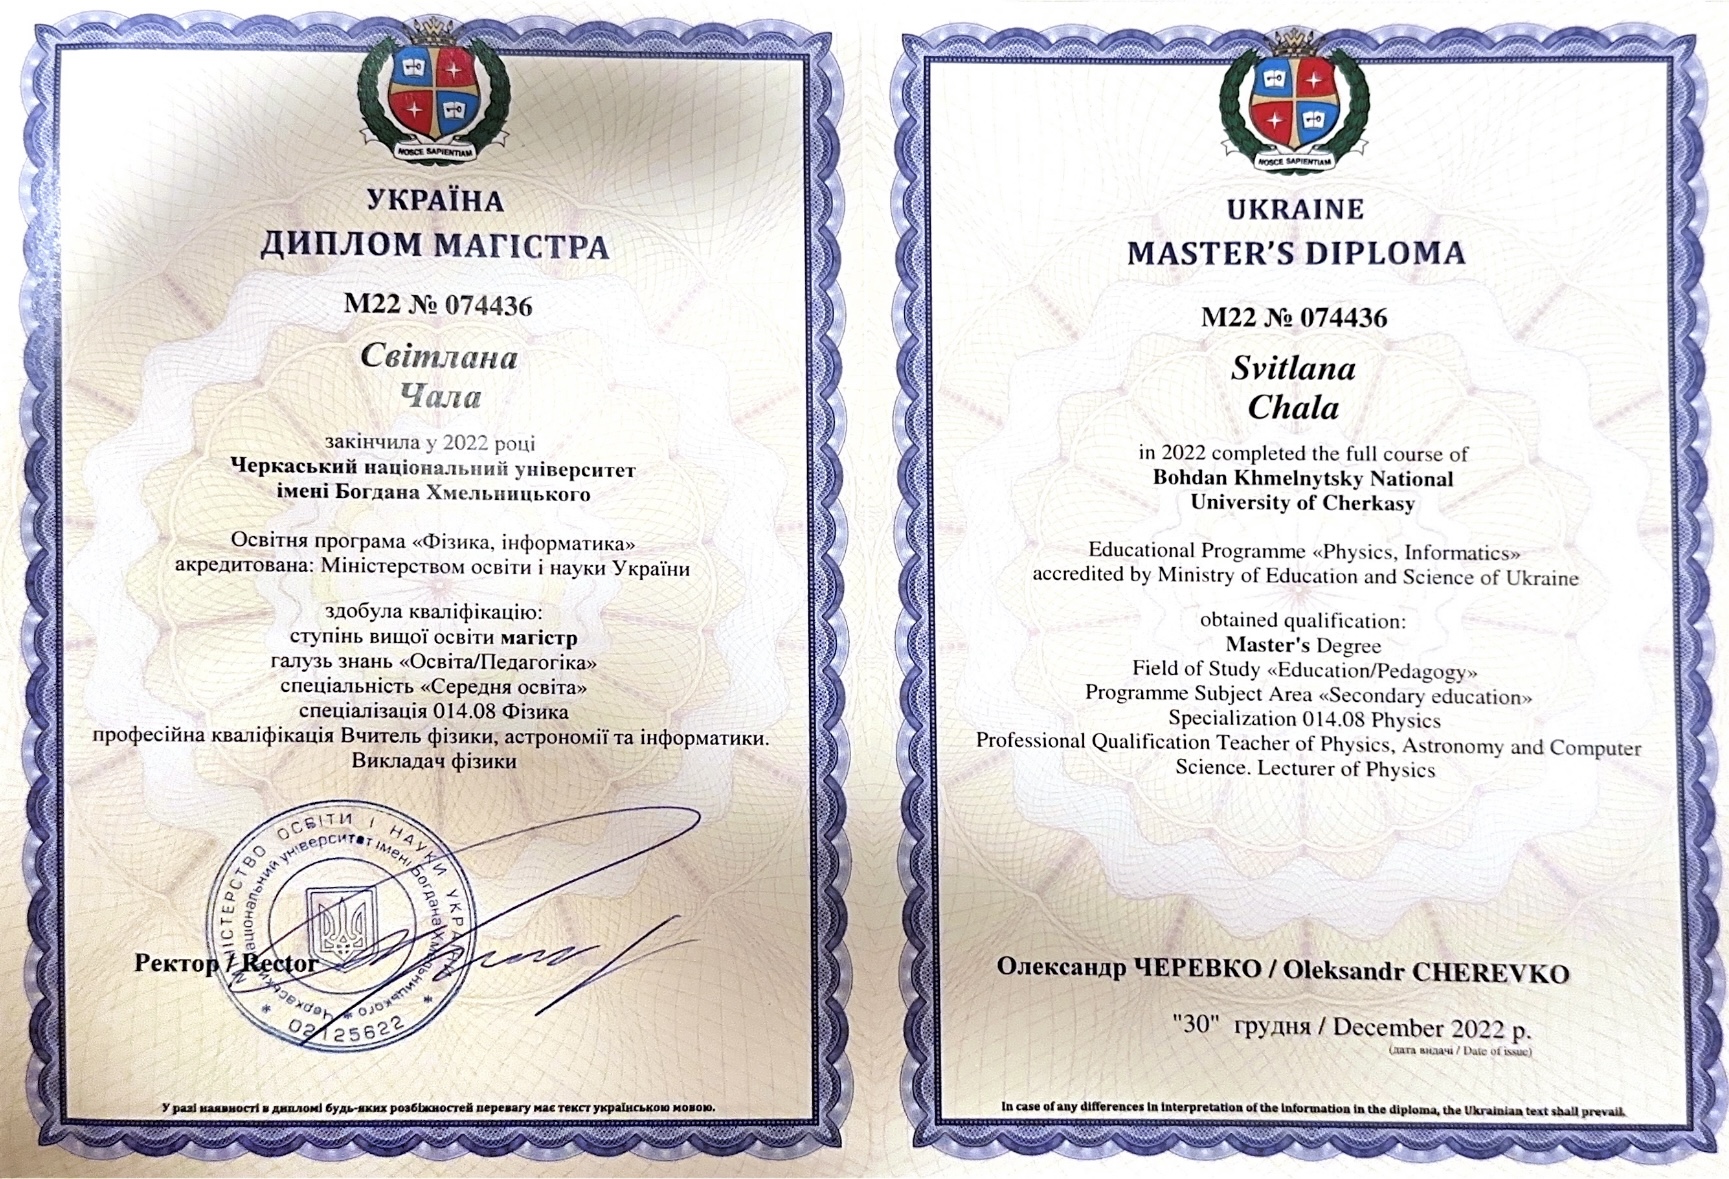 NOSCE SAPIENTIAM
УКРАЇНА
ДИПЛОМ МАГІСТРА
М22 № 074436
Світлана
Чала
закінчила у 2022 році
Черкаський національний університет
імені Богдана Хмельницького
Освітня програма «Фізика, інформатика»
акредитована: Міністерством освіти і науки України
здобула кваліфікацію:
ступінь вищої освіти магістр
галузь знань «Освіта/Педагогіка»
спеціальність «Середня освіта»
спеціалізація 014.08 Фізика
професійна кваліфікація Вчитель фізики, астрономії та інформатики.
Викладач фізики
МІНІСТЕРСТВО ОСВІТИ І НАУКИ УКРАЇНИ
Черкаський національний університет імені Богдана Хмельницького
* 02125622 *
Ректор / Rector
У разі наявності в дипломі будь-яких розбіжностей перевагу має текст українською мовою.
NOSCE SAPIENTIAM
UKRAINE
MASTER’S DIPLOMA
М22 № 074436
Svitlana
Chala
in 2022 completed the full course of
Bohdan Khmelnytsky National
University of Cherkasy
Educational Programme «Physics, Informatics»
accredited by Ministry of Education and Science of Ukraine
obtained qualification:
Master's Degree
Field of Study «Education/Pedagogy»
Programme Subject Area «Secondary education»
Specialization 014.08 Physics
Professional Qualification Teacher of Physics, Astronomy and Computer
Science. Lecturer of Physics
Олександр ЧЕРЕВКО / Oleksandr CHEREVKO
"30" грудня / December 2022 р.
(дата видачі / Date of issue)
In case of any differences in interpretation of the information in the diploma, the Ukrainian text shall prevail.